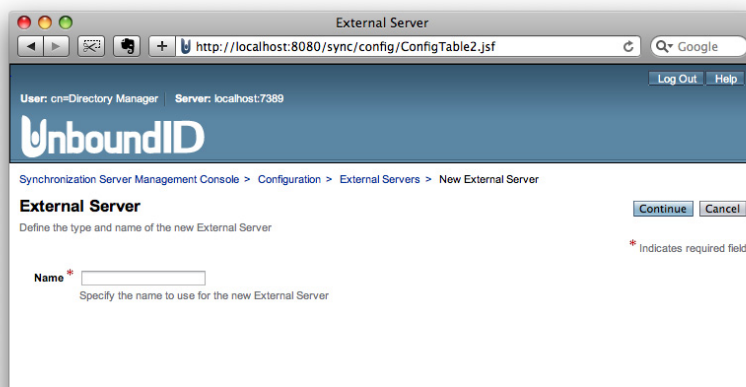 External Server
http://localhost:8080/sync/config/ConfigTable2.jsf
Google
Log Out Help
User: cn=Directory Manager Server: localhost:7389
UnboundID
Synchronization Server Management Console > Configuration > External Servers > New External Server
External Server
Continue Cancel
Define the type and name of the new External Server
* Indicates required field
Name *
Specify the name to use for the new External Server